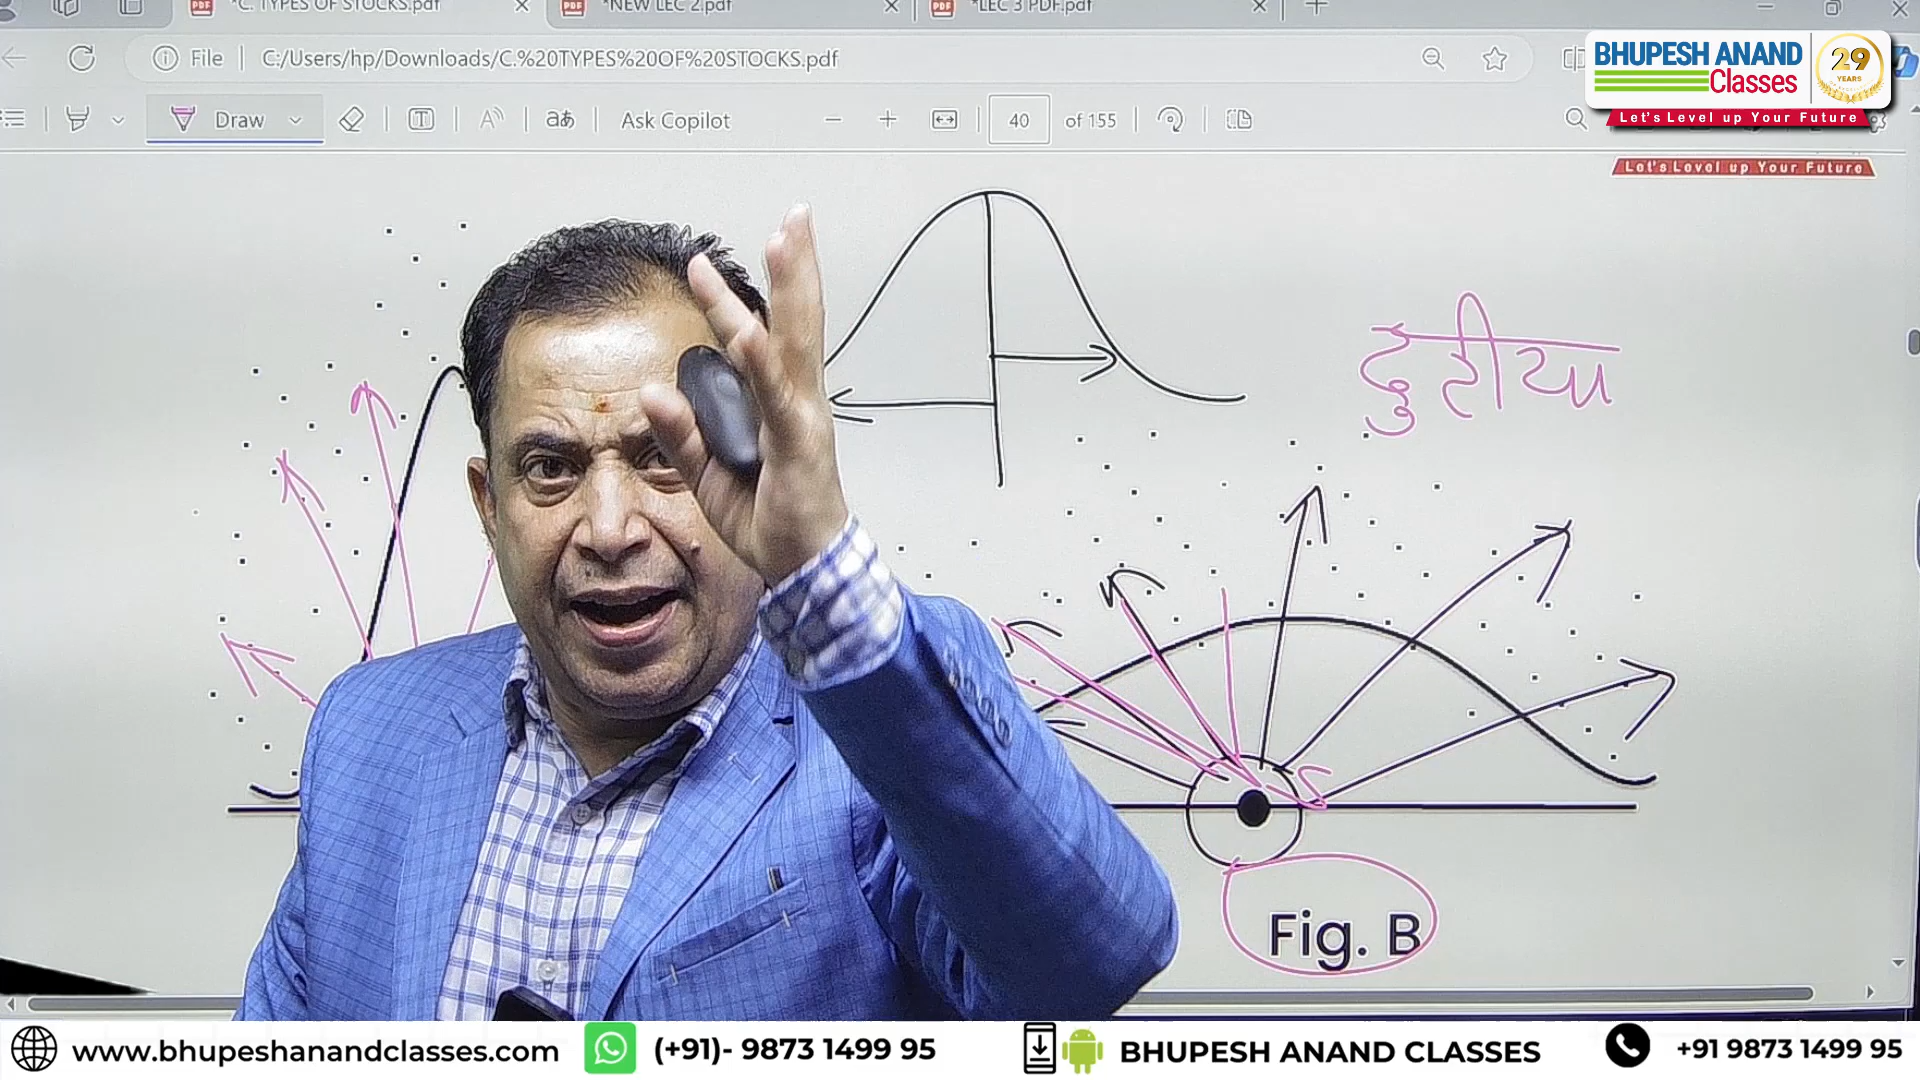 *C. TYPES OF STOCKS.pdf
*NEW LEC 2.pdf
*LEC 3 PDF.pdf
File
C:/Users/hp/Downloads/C.%20TYPES%20OF%20STOCKS.pdf
BHUPESH ANAND
Classes
29
YEARS
Let's Level up Your Future
Draw
Ask Copilot
40
of 155
Let's Level up Your Future
Fig. B
www.bhupeshanandclasses.com
(+91)- 9873 1499 95
BHUPESH ANAND CLASSES
+91 9873 1499 95